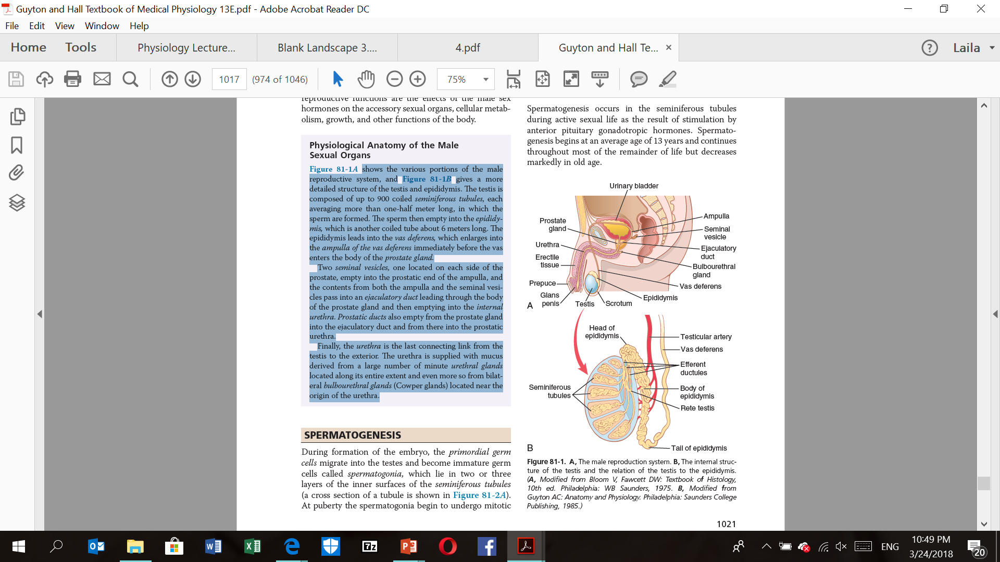 Guyton and Hall Textbook of Medical Physiology 13E.pdf - Adobe Acrobat Reader DC
File Edit View Window Help
Home Tools Physiology Lecture... Blank Landscape 3.... 4.pdf Guyton and Hall Te... × ? Laila
1017 (974 of 1046) 75%
reproductive functions are the effects of the male sex
hormones on the accessory sexual organs, cellular metab-
olism, growth, and other functions of the body.
Physiological Anatomy of the Male
Sexual Organs
Figure 81-1A shows the various portions of the male
reproductive system, and Figure 81-1B gives a more
detailed structure of the testis and epididymis. The testis is
composed of up to 900 coiled seminiferous tubules, each
averaging more than one-half meter long, in which the
sperm are formed. The sperm then empty into the epididy-
mis, which is another coiled tube about 6 meters long. The
epididymis leads into the vas deferens, which enlarges into
the ampulla of the vas deferens immediately before the vas
enters the body of the prostate gland.
Two seminal vesicles, one located on each side of the
prostate, empty into the prostatic end of the ampulla, and
the contents from both the ampulla and the seminal vesi-
cles pass into an ejaculatory duct leading through the body
of the prostate gland and then emptying into the internal
urethra. Prostatic ducts also empty from the prostate gland
into the ejaculatory duct and from there into the prostatic
urethra.
Finally, the urethra is the last connecting link from the
testis to the exterior. The urethra is supplied with mucus
derived from a large number of minute urethral glands
located along its entire extent and even more so from bilat-
eral bulbourethral glands (Cowper glands) located near the
origin of the urethra.
SPERMATOGENESIS
During formation of the embryo, the primordial germ
cells migrate into the testes and become immature germ
cells called spermatogonia, which lie in two or three
layers of the inner surfaces of the seminiferous tubules
(a cross section of a tubule is shown in Figure 81-2A).
At puberty the spermatogonia begin to undergo mitotic
Spermatogenesis occurs in the seminiferous tubules
during active sexual life as the result of stimulation by
anterior pituitary gonadotropic hormones. Spermato-
genesis begins at an average age of 13 years and continues
throughout most of the remainder of life but decreases
markedly in old age.
Urinary bladder
Prostate
gland
Urethra
Erectile
tissue
Prepuce
Glans
penis
Testis
Scrotum
Epididymis
Vas deferens
Bulbourethral
gland
Ejaculatory
duct
Seminal
vesicle
Ampulla
A
Head of
epididymis
Testicular artery
Vas deferens
Efferent
ductules
Body of
epididymis
Rete testis
Seminiferous
tubules
Tail of epididymis
B
Figure 81-1. A, The male reproduction system. B, The internal struc-
ture of the testis and the relation of the testis to the epididymis.
(A, Modified from Bloom V, Fawcett DW: Textbook of Histology,
10th ed. Philadelphia: WB Saunders, 1975. B, Modified from
Guyton AC: Anatomy and Physiology. Philadelphia: Saunders College
Publishing, 1985.)
1021
7z
ENG
10:49 PM
3/24/2018
20